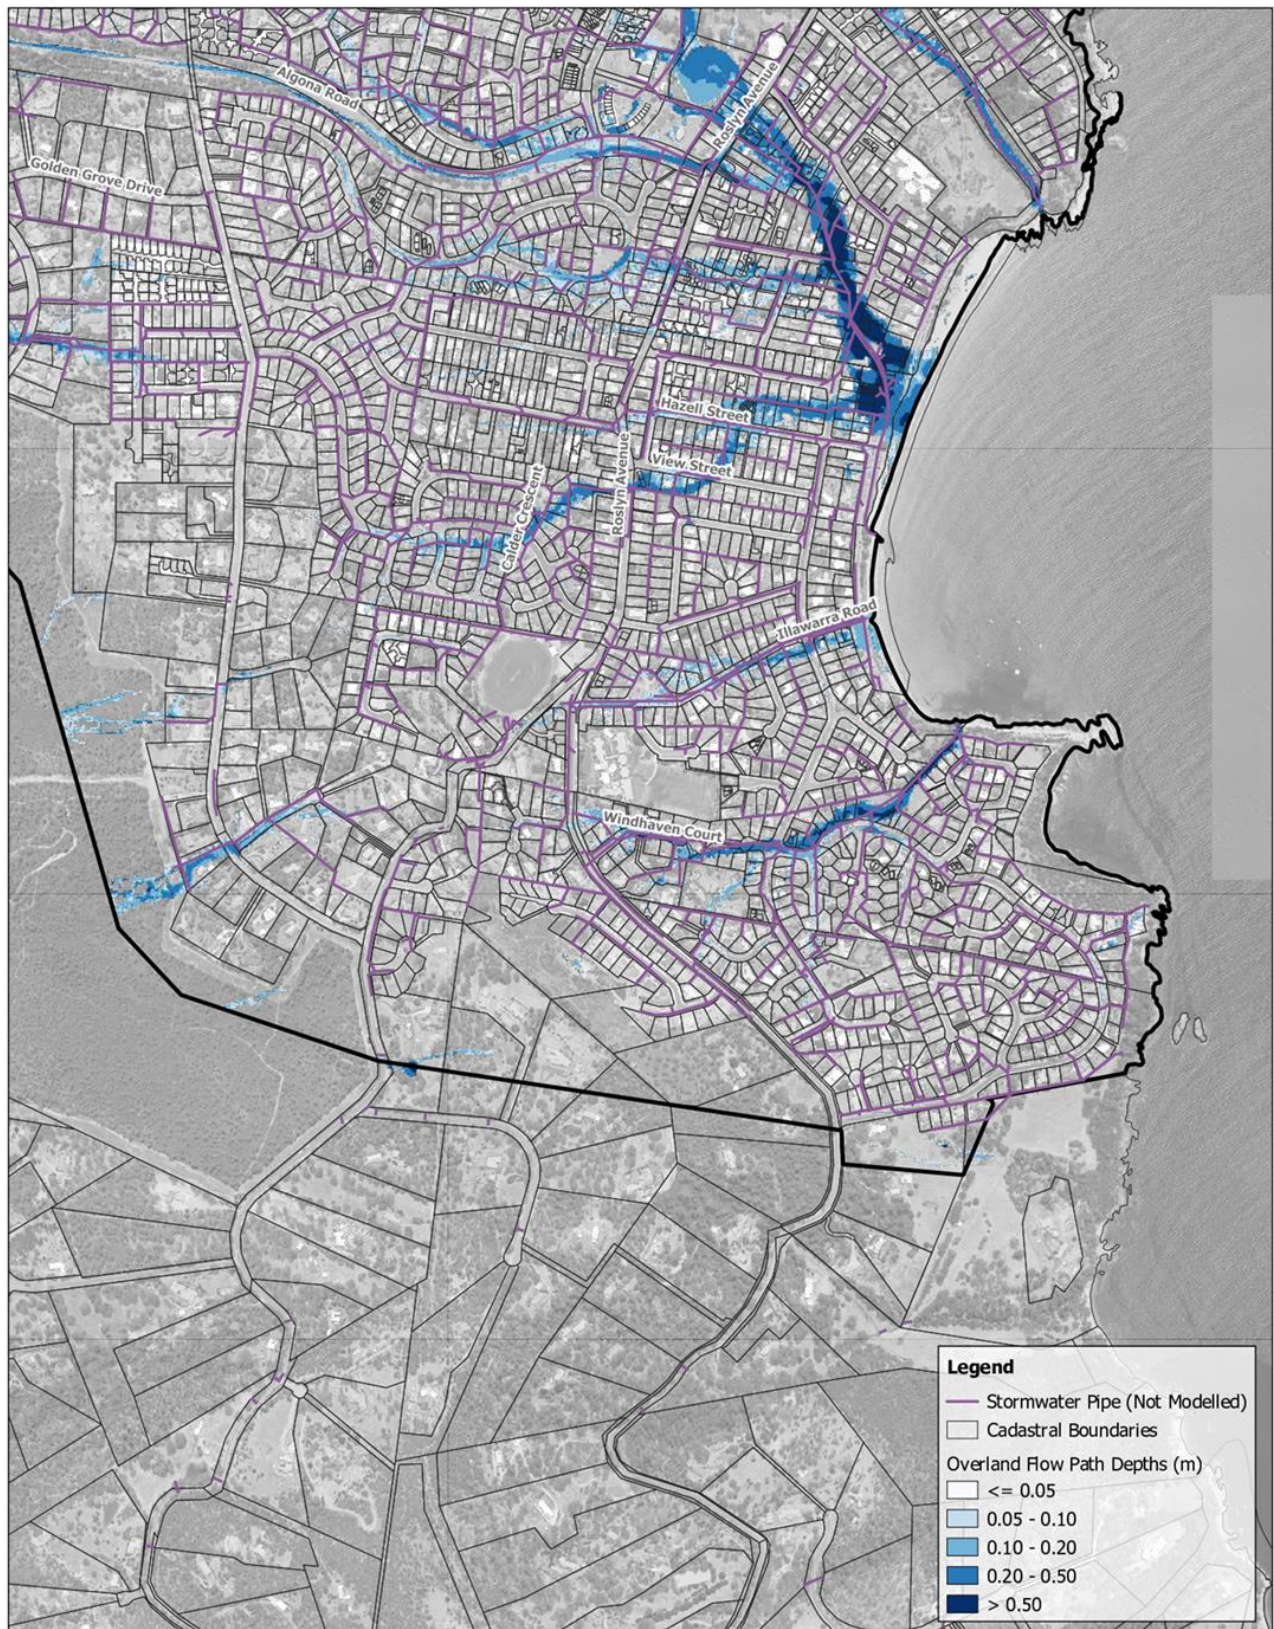 Algona Road
Roslyn Avenue
Golden Grove Drive
Hazell Street
View Street
Roslyn Avenue
Calder Crescent
Illawarra Road
Windhaven Court
Legend
Stormwater Pipe (Not Modelled)
Cadastral Boundaries
Overland Flow Path Depths (m)
<= 0.05
0.05 - 0.10
0.10 - 0.20
0.20 - 0.50
> 0.50